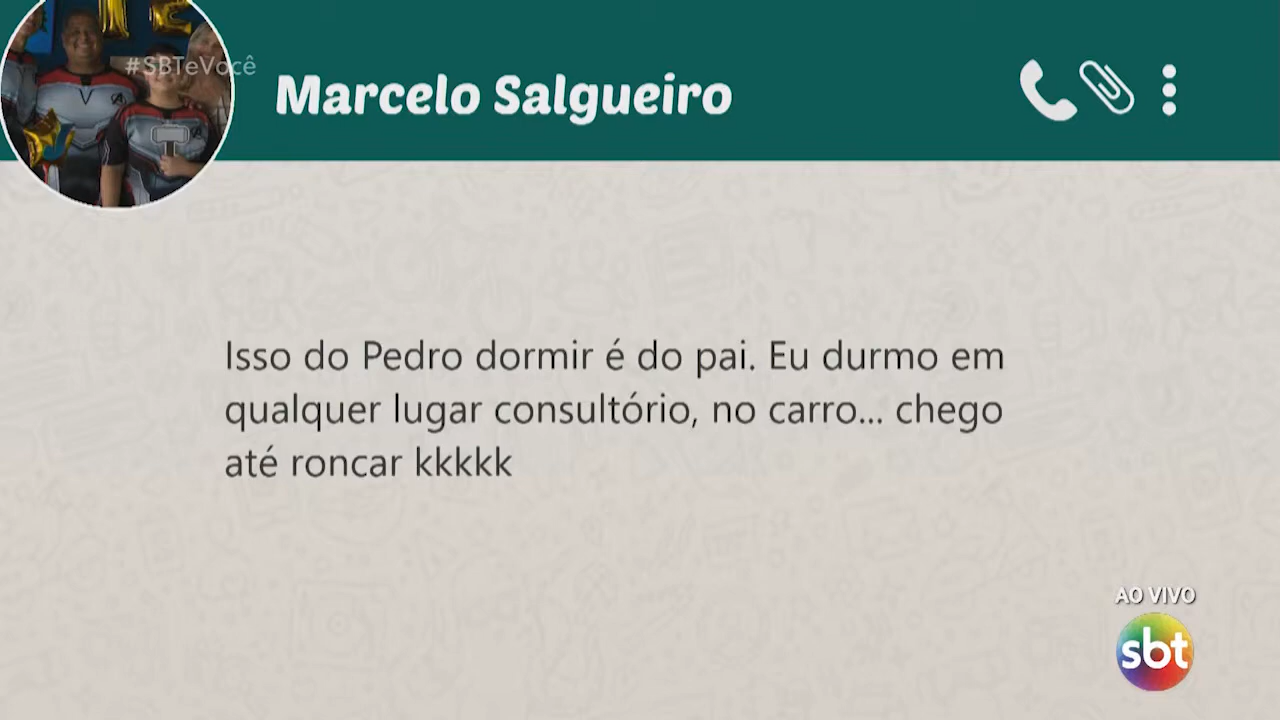 #SBTeVocê
Marcelo Salgueiro
Isso do Pedro dormir é do pai. Eu durmo em
qualquer lugar consultório, no carro... chego
até roncar kkkkk
AO VIVO
sbt